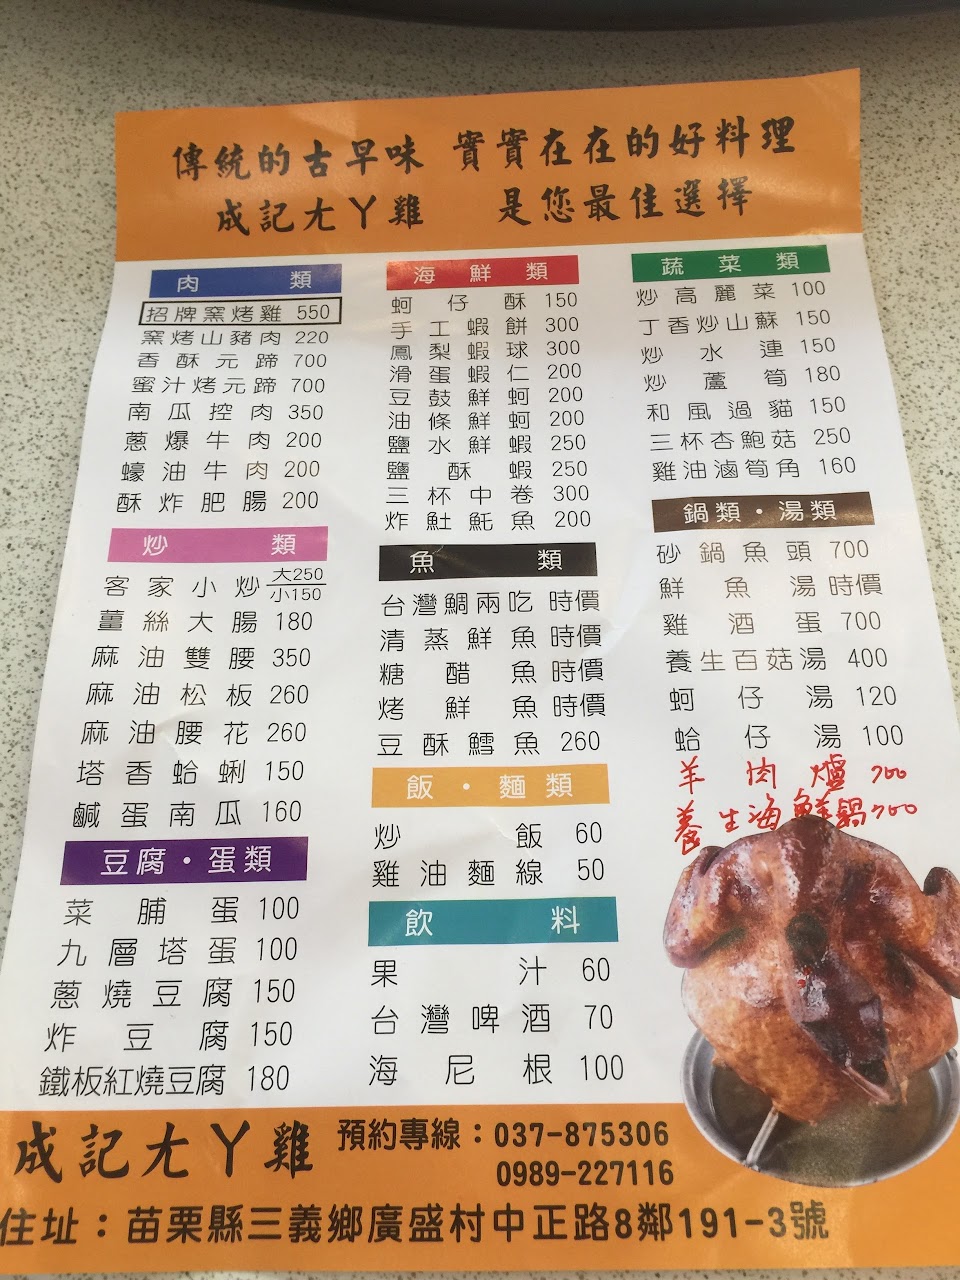 傳統的古早味 實實在在的好料理
成記ㄤㄚ雞 是您最佳選擇
肉類
招牌窯烤雞 550
窯烤山豬肉 220
香酥元蹄 700
蜜汁烤元蹄 700
南瓜控肉 350
蔥爆牛肉 200
蠔油牛肉 200
酥炸肥腸 200
炒類
客家小炒 大250 小150
薑絲大腸 180
麻油雙腰 350
麻油松板 260
麻油腰花 260
塔香蛤蜊 150
鹹蛋南瓜 160
豆腐・蛋類
菜脯蛋 100
九層塔蛋 100
蔥燒豆腐 150
炸豆腐 150
鐵板紅燒豆腐 180
海鮮類
蚵仔酥 150
手工蝦餅 300
鳳梨蝦球 300
滑蛋蝦仁 200
豆鼓鮮蚵 200
油條鮮蚵 200
鹽水鮮蝦 250
鹽酥蝦 250
三杯中卷 300
炸魠魠魚 200
魚類
台灣鯛兩吃 時價
清蒸鮮魚 時價
糖醋魚 時價
烤鮮魚 時價
豆酥鱈魚 260
飯・麵類
炒飯 60
雞油麵線 50
飲料
果汁 60
台灣啤酒 70
海尼根 100
蔬菜類
炒高麗菜 100
丁香炒山蘇 150
炒水連 150
炒蘆筍 180
和風過貓 150
三杯杏鮑菇 250
雞油滷筍角 160
鍋類・湯類
砂鍋魚頭 700
鮮魚湯 時價
雞酒蛋 700
養生百菇湯 400
蚵仔湯 120
蛤仔湯 100
羊肉爐 700
養生海鮮鍋 700
成記ㄤㄚ雞 預約專線：037-875306
0989-227116
住址：苗栗縣三義鄉廣盛村中正路8鄰191-3號